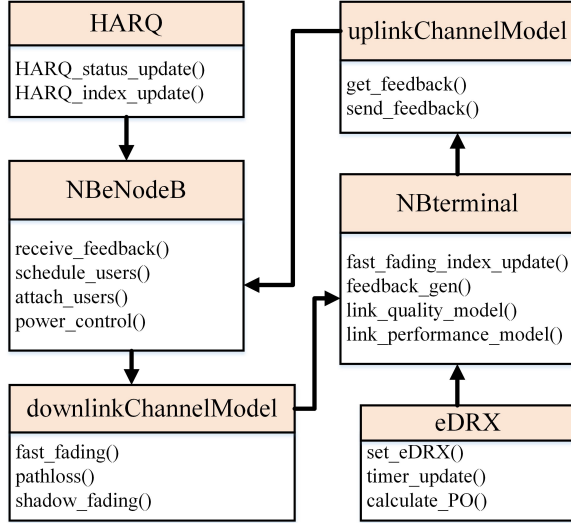 HARQ
HARQ_status_update()
HARQ_index_update()
NBeNodeB
receive_feedback()
schedule_users()
attach_users()
power_control()
downlinkChannelModel
fast_fading()
pathloss()
shadow_fading()
uplinkChannelModel
get_feedback()
send_feedback()
NBterminal
fast_fading_index_update()
feedback_gen()
link_quality_model()
link_performance_model()
eDRX
set_eDRX()
timer_update()
calculate_PO()